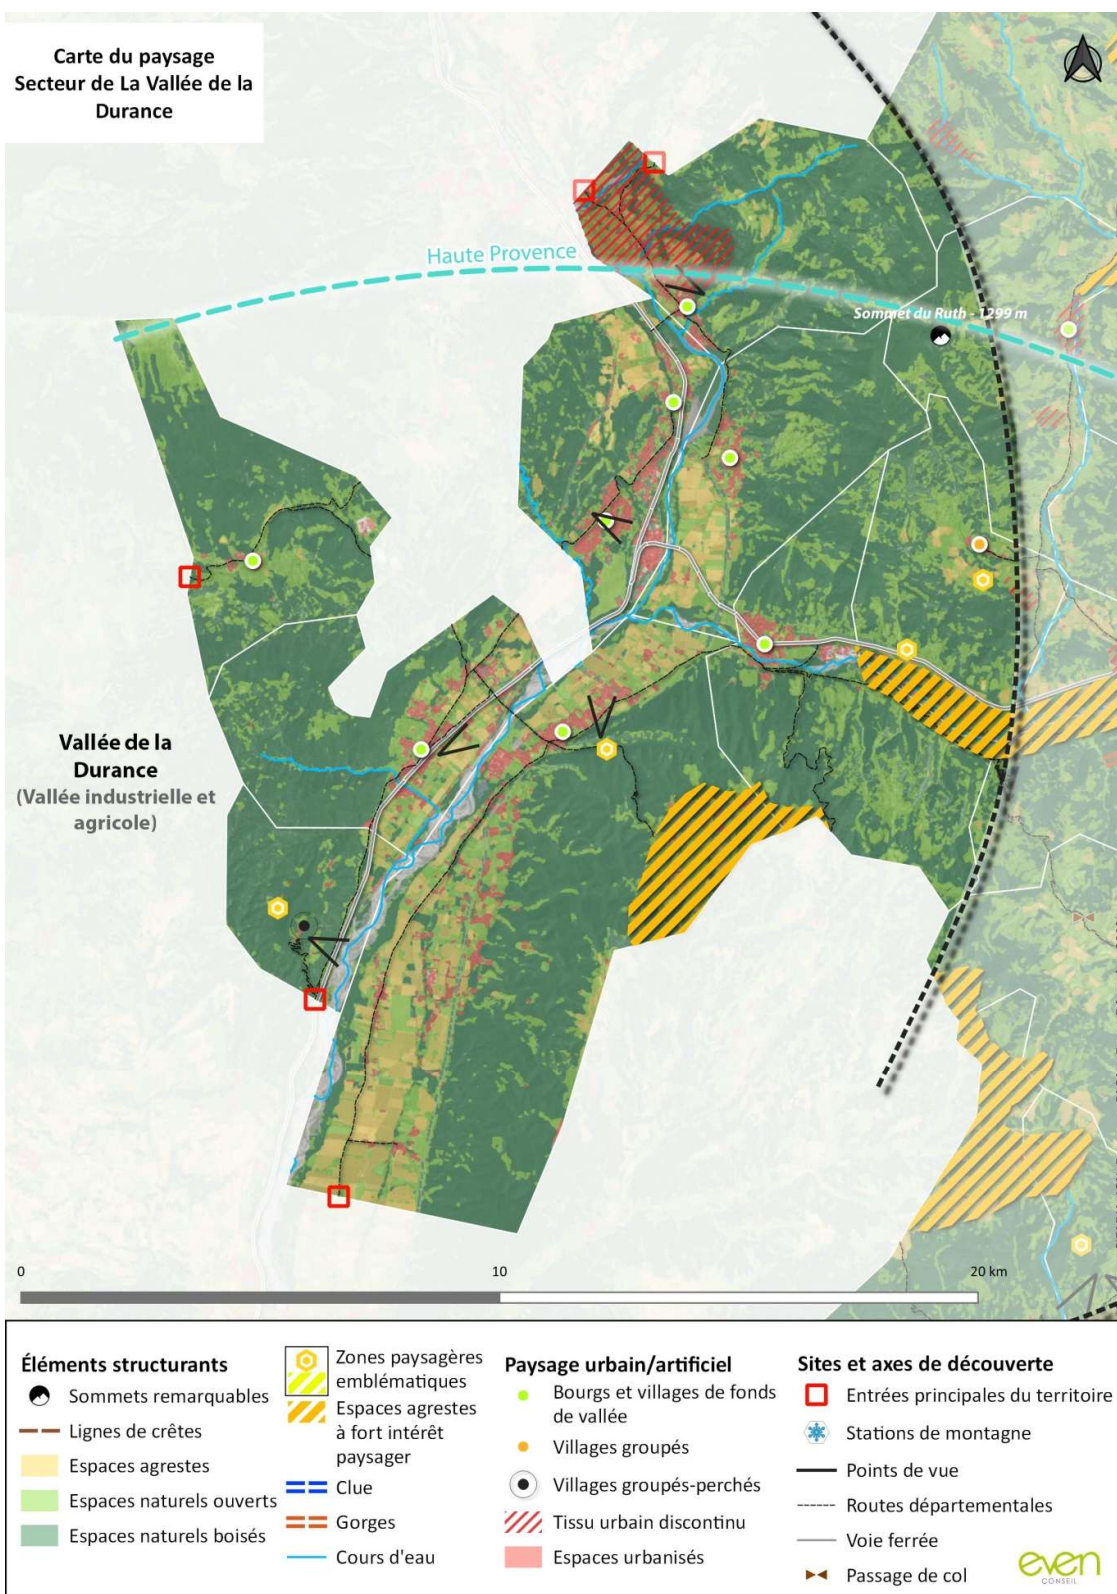 Carte du paysage
Secteur de La Vallée de la
Durance
Haute Provence
Sommet du Ruth - 1299 m
Vallée de la
Durance
(Vallée industrielle et
agricole)
0
10
20 km
Éléments structurants
Sommets remarquables
Lignes de crêtes
Espaces agrestes
Espaces naturels ouverts
Espaces naturels boisés
Zones paysagères
emblématiques
Espaces agrestes
à fort intérêt
paysager
Clue
Gorges
Cours d'eau
Paysage urbain/artificiel
Bourgs et villages de fonds
de vallée
Villages groupés
Villages groupés-perchés
Tissu urbain discontinu
Espaces urbanisés
Sites et axes de découverte
Entrées principales du territoire
Stations de montagne
Points de vue
Routes départementales
Voie ferrée
Passage de col
even
CONSEIL